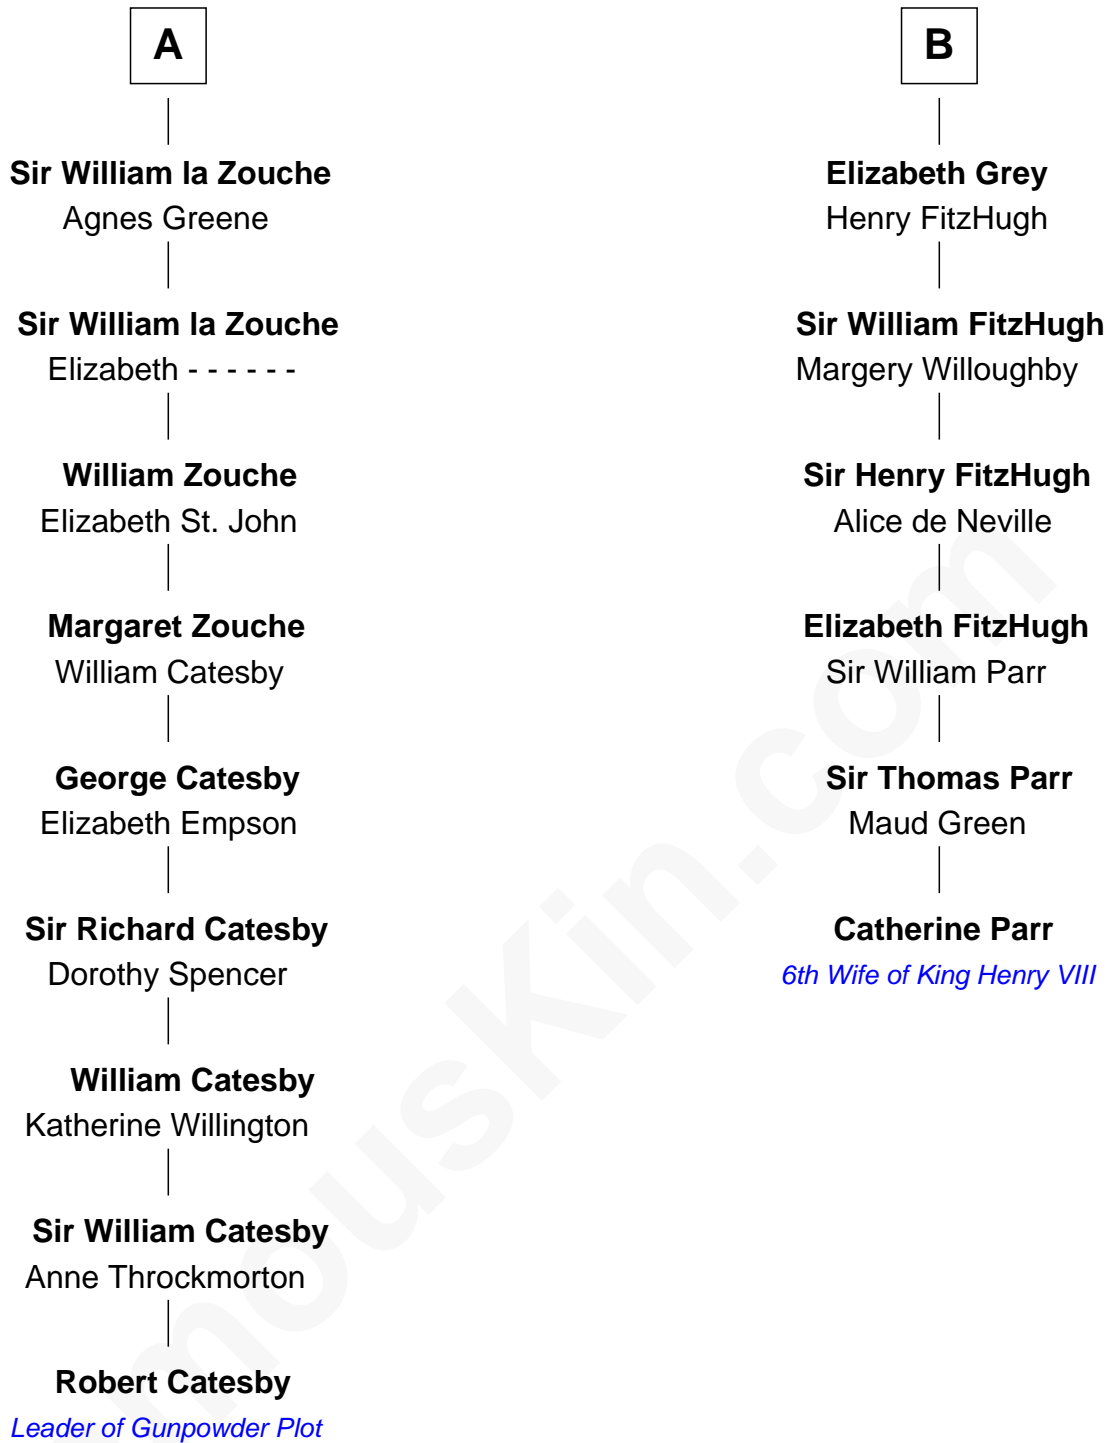 A
Sir William la Zouche
Agnes Greene
Sir William la Zouche
Elizabeth - - - - - -
William Zouche
Elizabeth St. John
Margaret Zouche
William Catesby
George Catesby
Elizabeth Empson
Sir Richard Catesby
Dorothy Spencer
William Catesby
Katherine Willington
Sir William Catesby
Anne Throckmorton
Robert Catesby
Leader of Gunpowder Plot
B
Elizabeth Grey
Henry FitzHugh
Sir William FitzHugh
Margery Willoughby
Sir Henry FitzHugh
Alice de Neville
Elizabeth FitzHugh
Sir William Parr
Sir Thomas Parr
Maud Green
Catherine Parr
6th Wife of King Henry VIII
mousKin.com